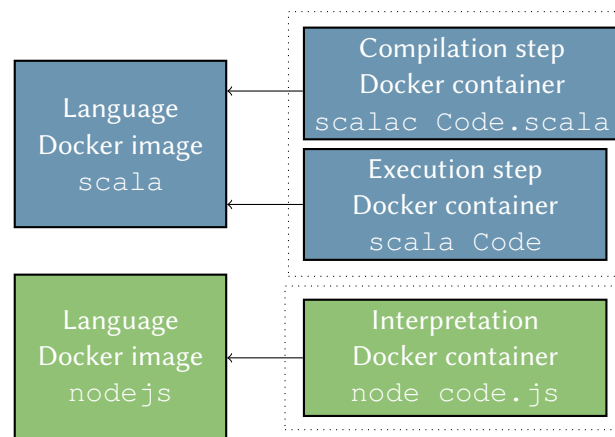 Language
Docker image
scala
Compilation step
Docker container
scalac Code.scala
Execution step
Docker container
scala Code
Language
Docker image
nodejs
Interpretation
Docker container
node code.js